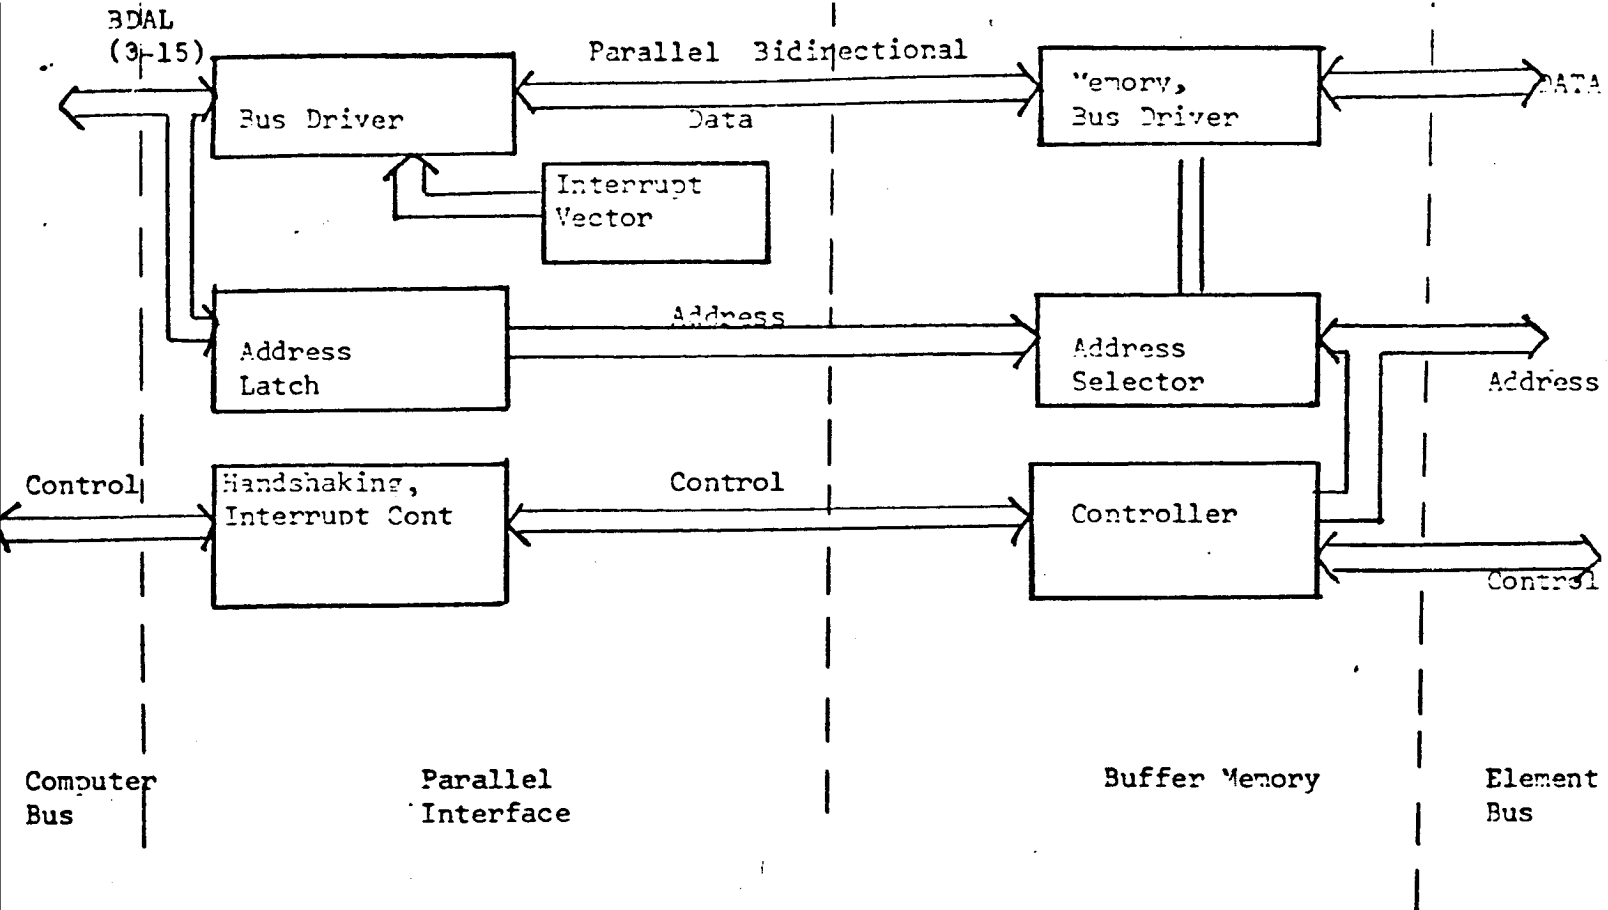 BDAL
(3-15)
Parallel Bidirectional
Data
Bus Driver
Memory,
Bus Driver
DATA
Interrupt
Vector
Address
Address
Latch
Address
Selector
Address
Control
Handshaking,
Interrupt Cont
Control
Controller
Control
Computer
Bus
Parallel
Interface
Buffer Memory
Element
Bus